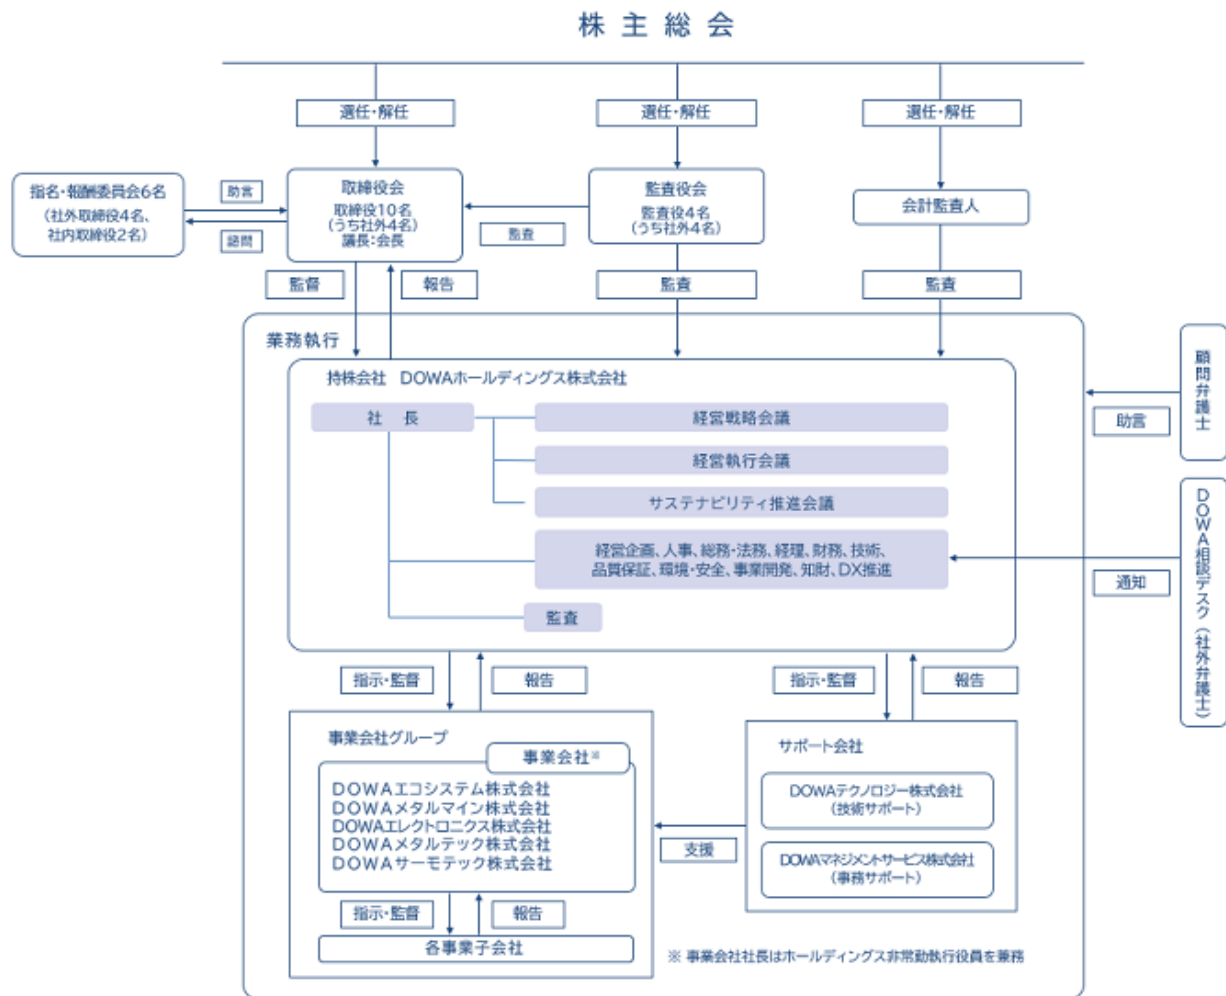 株主総会
選任・解任
選任・解任
選任・解任
指名・報酬委員会6名
(社外取締役4名、
社内取締役2名)
助言
諮問
取締役会
取締役10名
(うち社外4名)
議長:会長
監査
監査役会
監査役4名
(うち社外4名)
会計監査人
監督
報告
監査
監査
業務執行
持株会社 DOWAホールディングス株式会社
社 長
経営戦略会議
経営執行会議
サステナビリティ推進会議
経営企画、人事、総務・法務、経理、財務、技術、
品質保証、環境・安全、事業開発、知財、DX推進
監査
顧問弁護士
助言
DOWA相談デスク(社外弁護士)
通知
指示・監督
報告
指示・監督
報告
事業会社グループ
事業会社※
DOWAエコシステム株式会社
DOWAメタルマイン株式会社
DOWAエレクトロニクス株式会社
DOWAメタルテック株式会社
DOWAサーモテック株式会社
指示・監督
報告
各事業子会社
支援
サポート会社
DOWAテクノロジー株式会社
(技術サポート)
DOWAマネジメントサービス株式会社
(事務サポート)
※ 事業会社社長はホールディングス非常勤執行役員を兼務